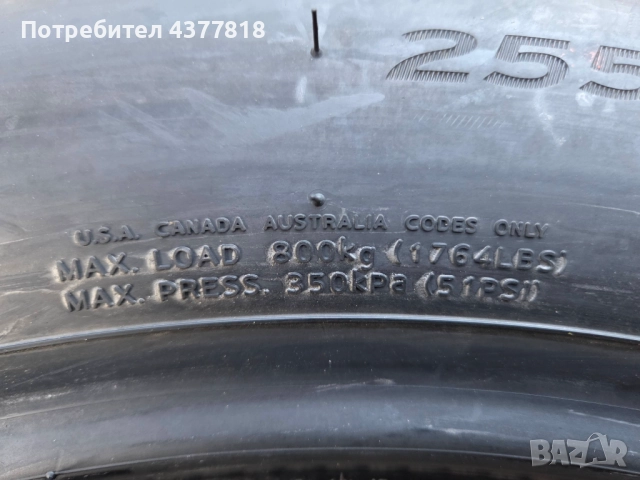 Потребител 4377818
255
U.S.A. CANADA AUSTRALIA CODES ONLY
MAX. LOAD 800kg (1764LBS)
MAX. PRESS. 350kPa (51PSI)
BAZAR